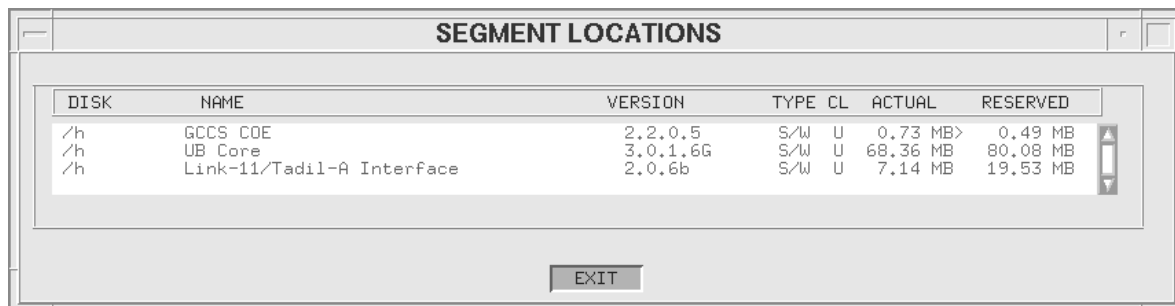 SEGMENT LOCATIONS
DISK NAME VERSION TYPE CL ACTUAL RESERVED
/h GCCS COE 2.2.0.5 S/W U 0.73 MB> 0.49 MB
/h UB Core 3.0.1.6G S/W U 68.36 MB 80.08 MB
/h Link-11/Tadil-A Interface 2.0.6b S/W U 7.14 MB 19.53 MB
EXIT